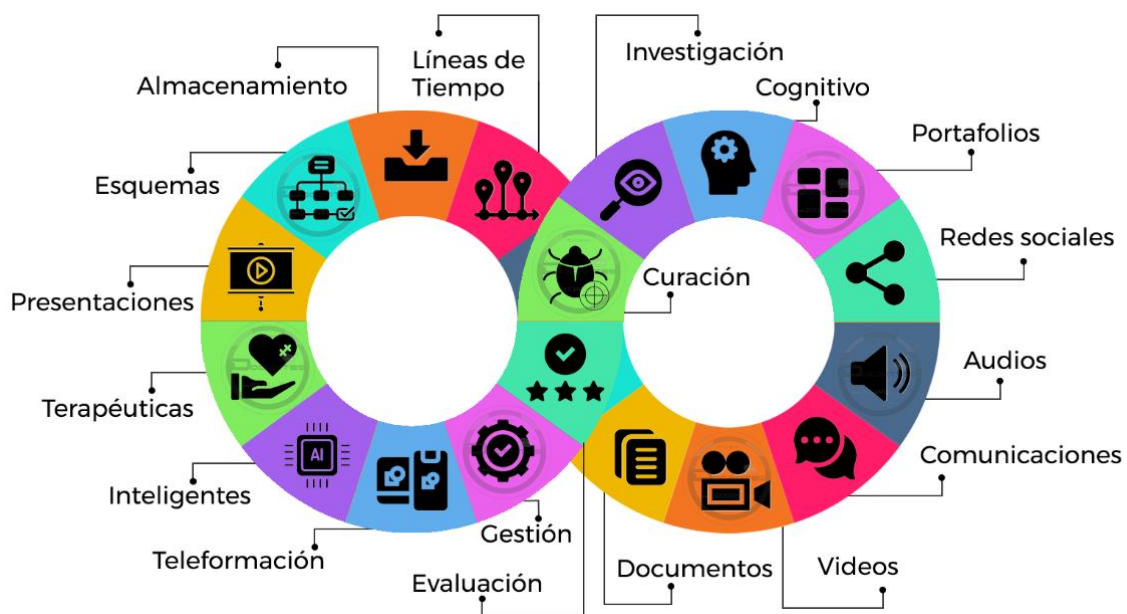 Líneas de
Tiempo
Investigación
Almacenamiento
Cognitivo
Portafolios
Esquemas
Redes sociales
Curación
Presentaciones
Audios
Terapéuticas
Comunicaciones
AI
Inteligentes
Gestión
Teleformación
Documentos
Videos
Evaluación